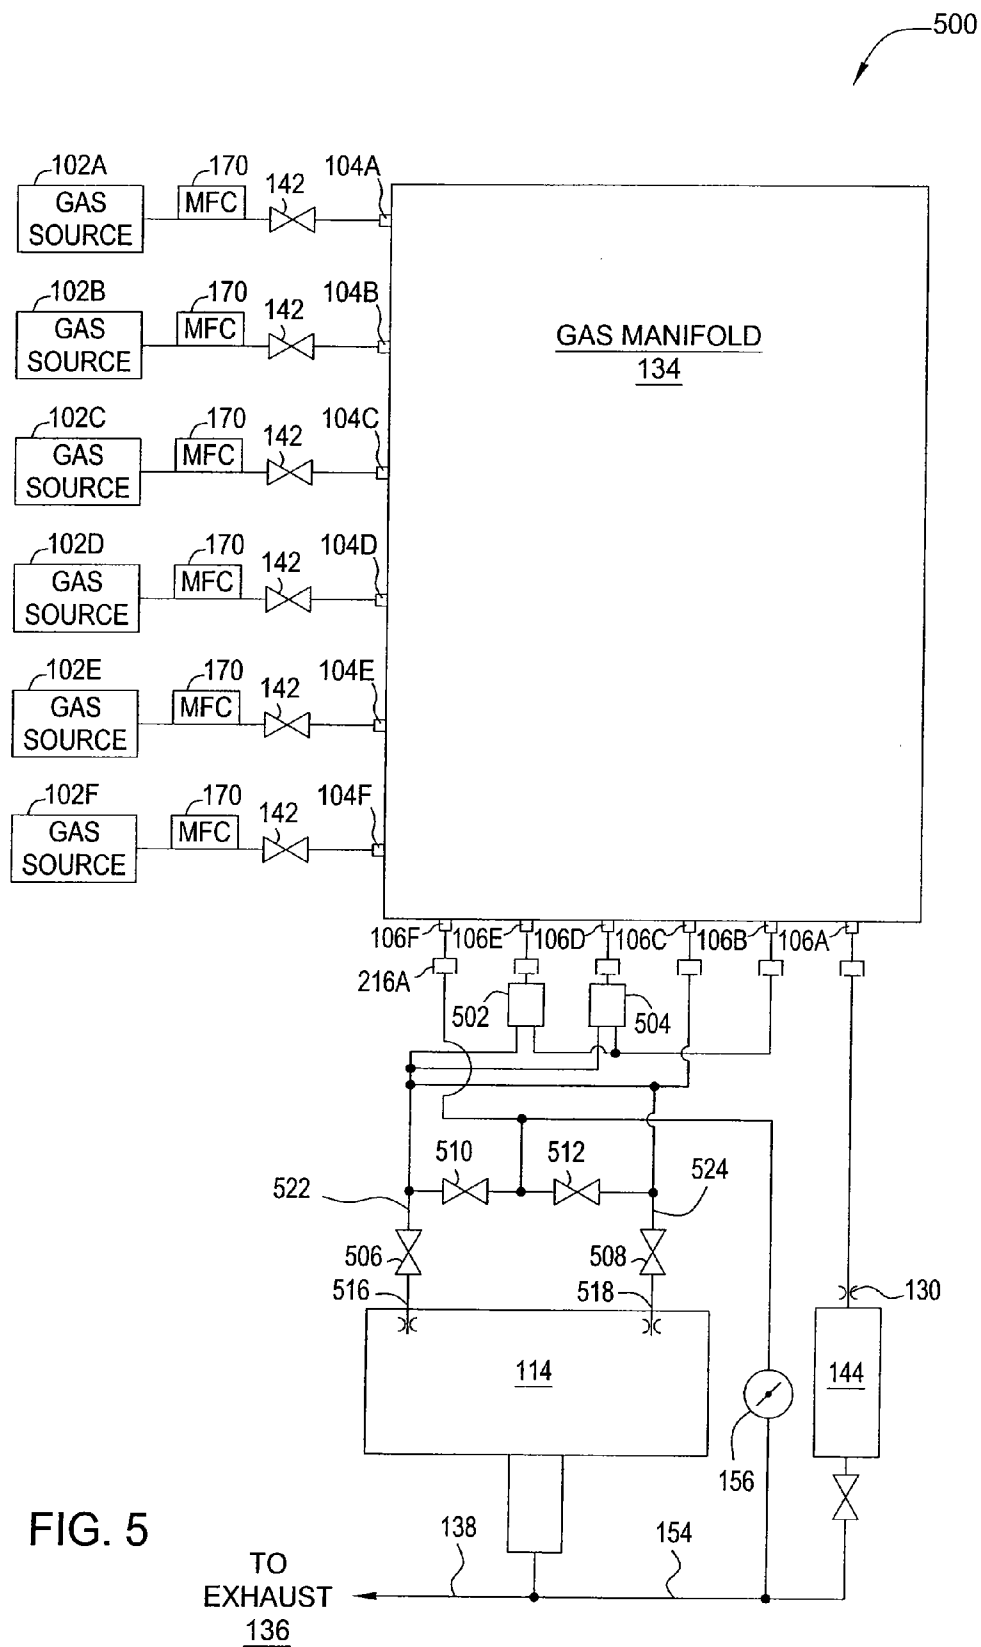 500
102A 170 142 104A
GAS SOURCE
MFC
102B 170 142 104B
GAS SOURCE
MFC
GAS MANIFOLD
134
102C 170 142 104C
GAS SOURCE
MFC
102D 170 142 104D
GAS SOURCE
MFC
102E 170 142 104E
GAS SOURCE
MFC
102F 170 142 104F
GAS SOURCE
MFC
106F 106E 106D 106C 106B 106A
216A
502 504
510 512
522 524
506 508
516 518 130
114 144
156
FIG. 5
138 154
TO
EXHAUST
136